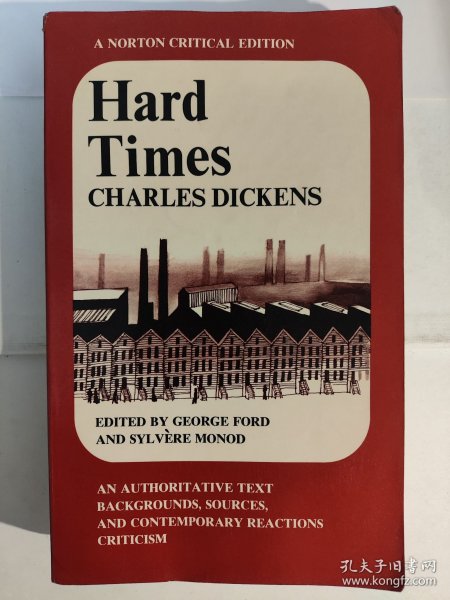 A NORTON CRITICAL EDITION
Hard
Times
CHARLES DICKENS
EDITED BY GEORGE FORD
AND SYLVÈRE MONOD
AN AUTHORITATIVE TEXT
BACKGROUNDS, SOURCES,
AND CONTEMPORARY REACTIONS
CRITICISM
孔夫子旧书网
www.kongfz.com